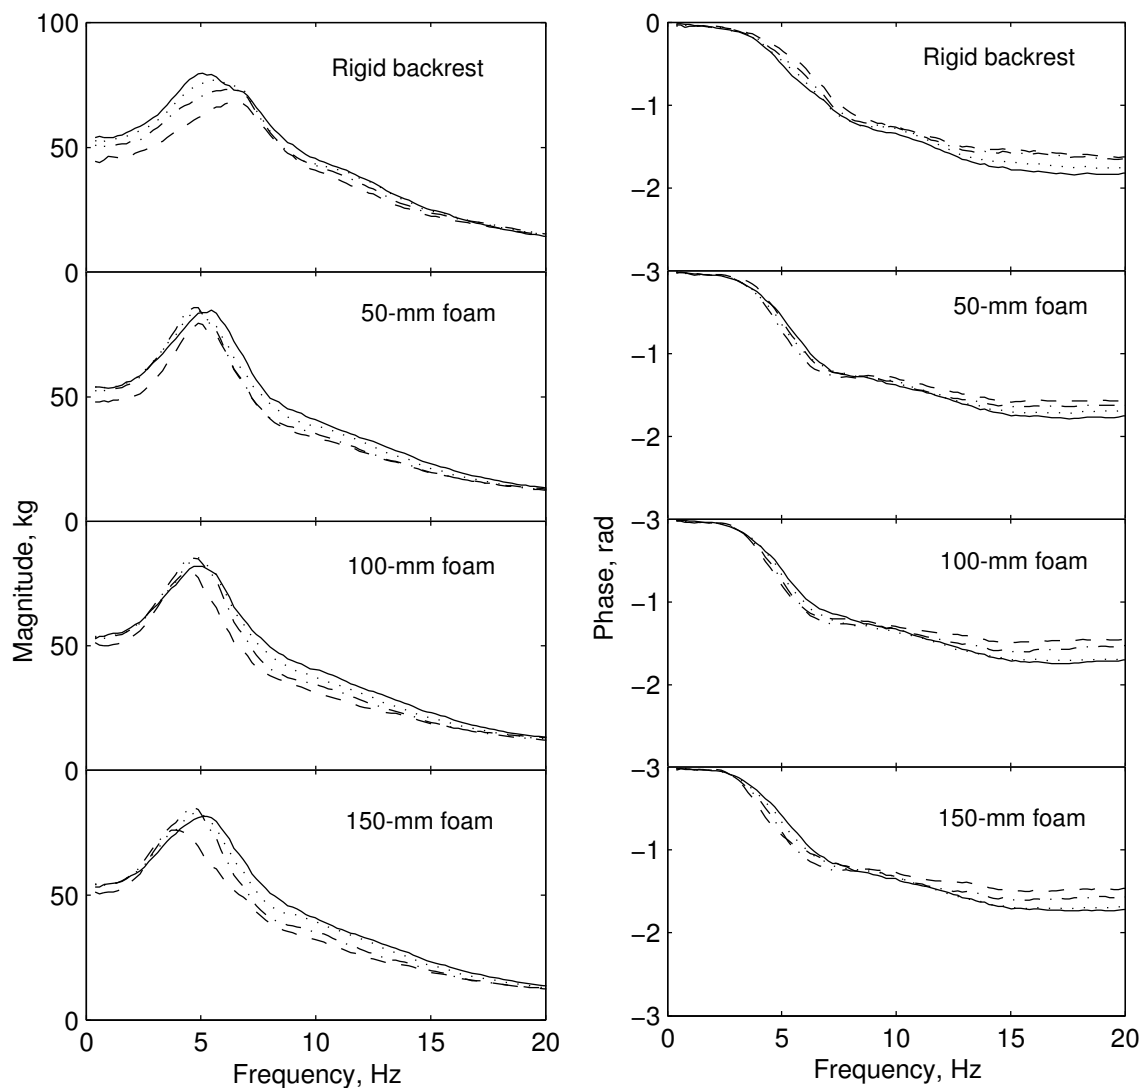 100
50
0
Rigid backrest
50
0
50-mm foam
50
0
100-mm foam
50
0
150-mm foam
0 5 10 15 20
Magnitude, kg
Frequency, Hz
0
−1
−2
−3
Rigid backrest
−1
−2
−3
50-mm foam
−1
−2
−3
100-mm foam
−1
−2
−3
150-mm foam
0 5 10 15 20
Phase, rad
Frequency, Hz